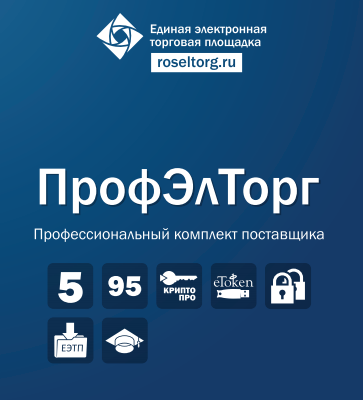 Единая электронная
торговая площадка
roseltorg.ru
ПрофЭлТорг
Профессиональный комплект поставщика
5
95
КРИПТО
ПРО
eToken
ЕЭТП